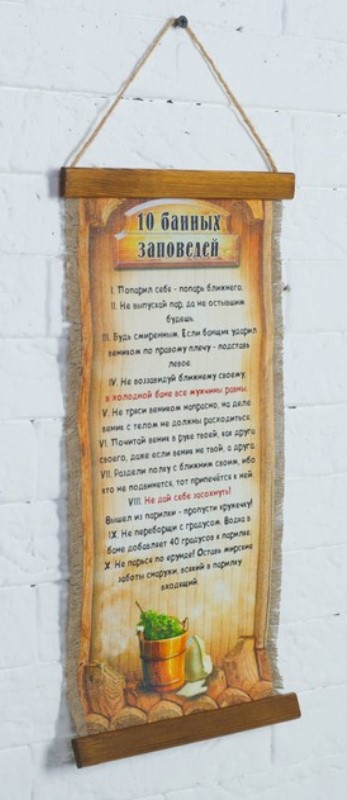 10 банных
заповедей
I. Попарил себе - попарь ближнего.
II. Не выпускай пар, да не остывшим
будешь.
III. Будь смиренным. Если банщик ударил
веником по правому плечу - подставь
левое.
IV. Не возззавидуй ближнему своему,
в холодной бане все мужчины равны.
V. Не тряси веником напрасно, на деле
веник с телом не должны расходиться.
VI. Почитай веник в руке твоей, как друга
своего, даже если веник не твой, а друга.
VII. Раздели полку с ближним своим, ибо
кто не подвинется, тот припечётся к ней.
VIII. Не дай себе засохнуть!
Вышел из парилки - пропусти кружечку!
IX. Не переборщи с градусом. Водка в
бане добавляет 40 градусов к парилке.
X. Не парься по ерунде! Оставь мирские
заботы снаружи, всякий в парилку
входящий.